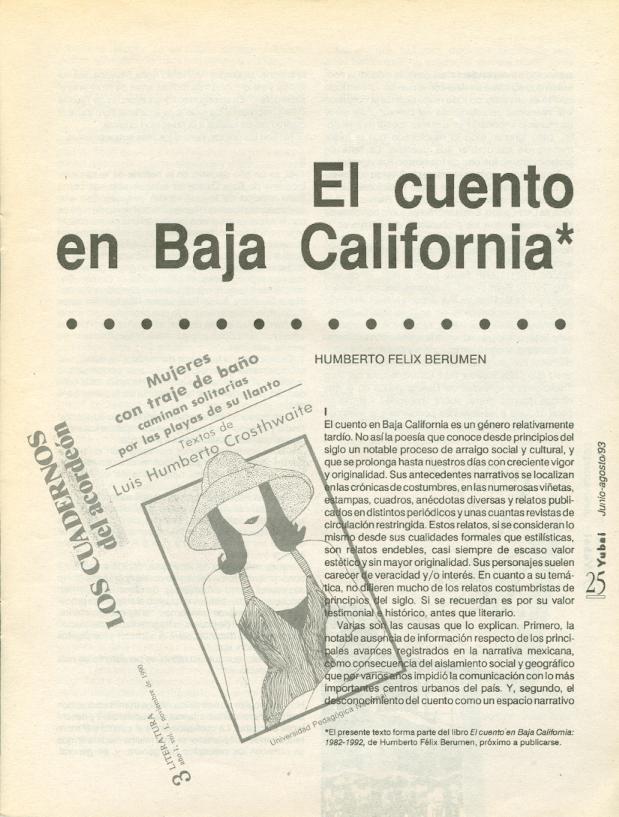 El cuento
en Baja California*
HUMBERTO FELIX BERUMEN
Mujeres
con traje de baño
caminan solitarias
por las playas de su llanto
Textos de
Luis Humberto Crosthwaite
LOS CUADERNOS
del acordeón
3 LITERATURA
año 1, vol. 1, noviembre de 1990
Universidad Pedagógica Nacional
I
El cuento en Baja California es un género relativamente
tardío. No así la poesía que conoce desde principios del
siglo un notable proceso de arraigo social y cultural, y
que se prolonga hasta nuestros días con creciente vigor
y originalidad. Sus antecedentes narrativos se localizan
en las crónicas de costumbres, en las numerosas viñetas,
estampas, cuadros, anécdotas diversas y relatos publi-
cados en distintos periódicos y unas cuantas revistas de
circulación restringida. Estos relatos, si se consideran lo
mismo desde sus cualidades formales que estilísticas,
son relatos endebles, casi siempre de escaso valor
estético y sin mayor originalidad. Sus personajes suelen
carecer de veracidad y/o interés. En cuanto a su temá-
tica, no difieren mucho de los relatos costumbristas de
principios del siglo. Si se recuerdan es por su valor
testimonial e histórico, antes que literario.
Varias son las causas que lo explican. Primero, la
notable ausencia de información respecto de los princi-
pales avances registrados en la narrativa mexicana,
como consecuencia del aislamiento social y geográfico
que por varios años impidió la comunicación con lo más
importantes centros urbanos del país. Y, segundo, el
desconocimiento del cuento como un espacio narrativo
*El presente texto forma parte del libro El cuento en Baja California:
1982-1992, de Humberto Félix Berumen, próximo a publicarse.
25 Yubai Junio-agosto/93